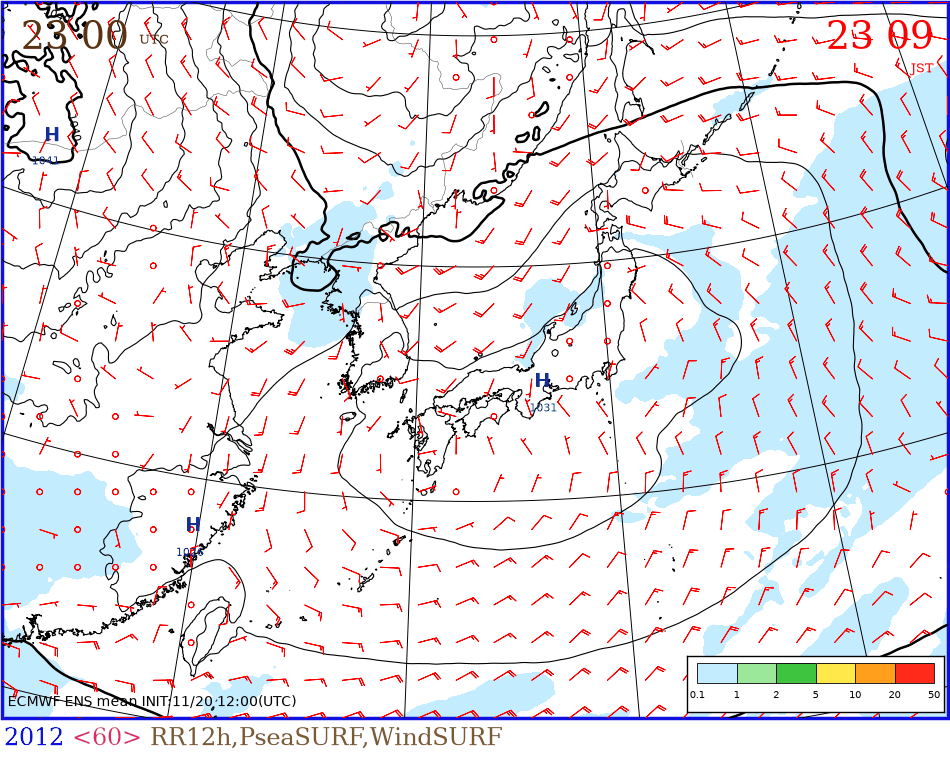 23 00 UTC
23 09 JST
1040
H
1041
H
1031
H
0.1 1 2 5 10 20 50
ECMWF ENS mean INIT:11/20,12:00(UTC)
2012 <60> RR12h,PseaSURF,WindSURF